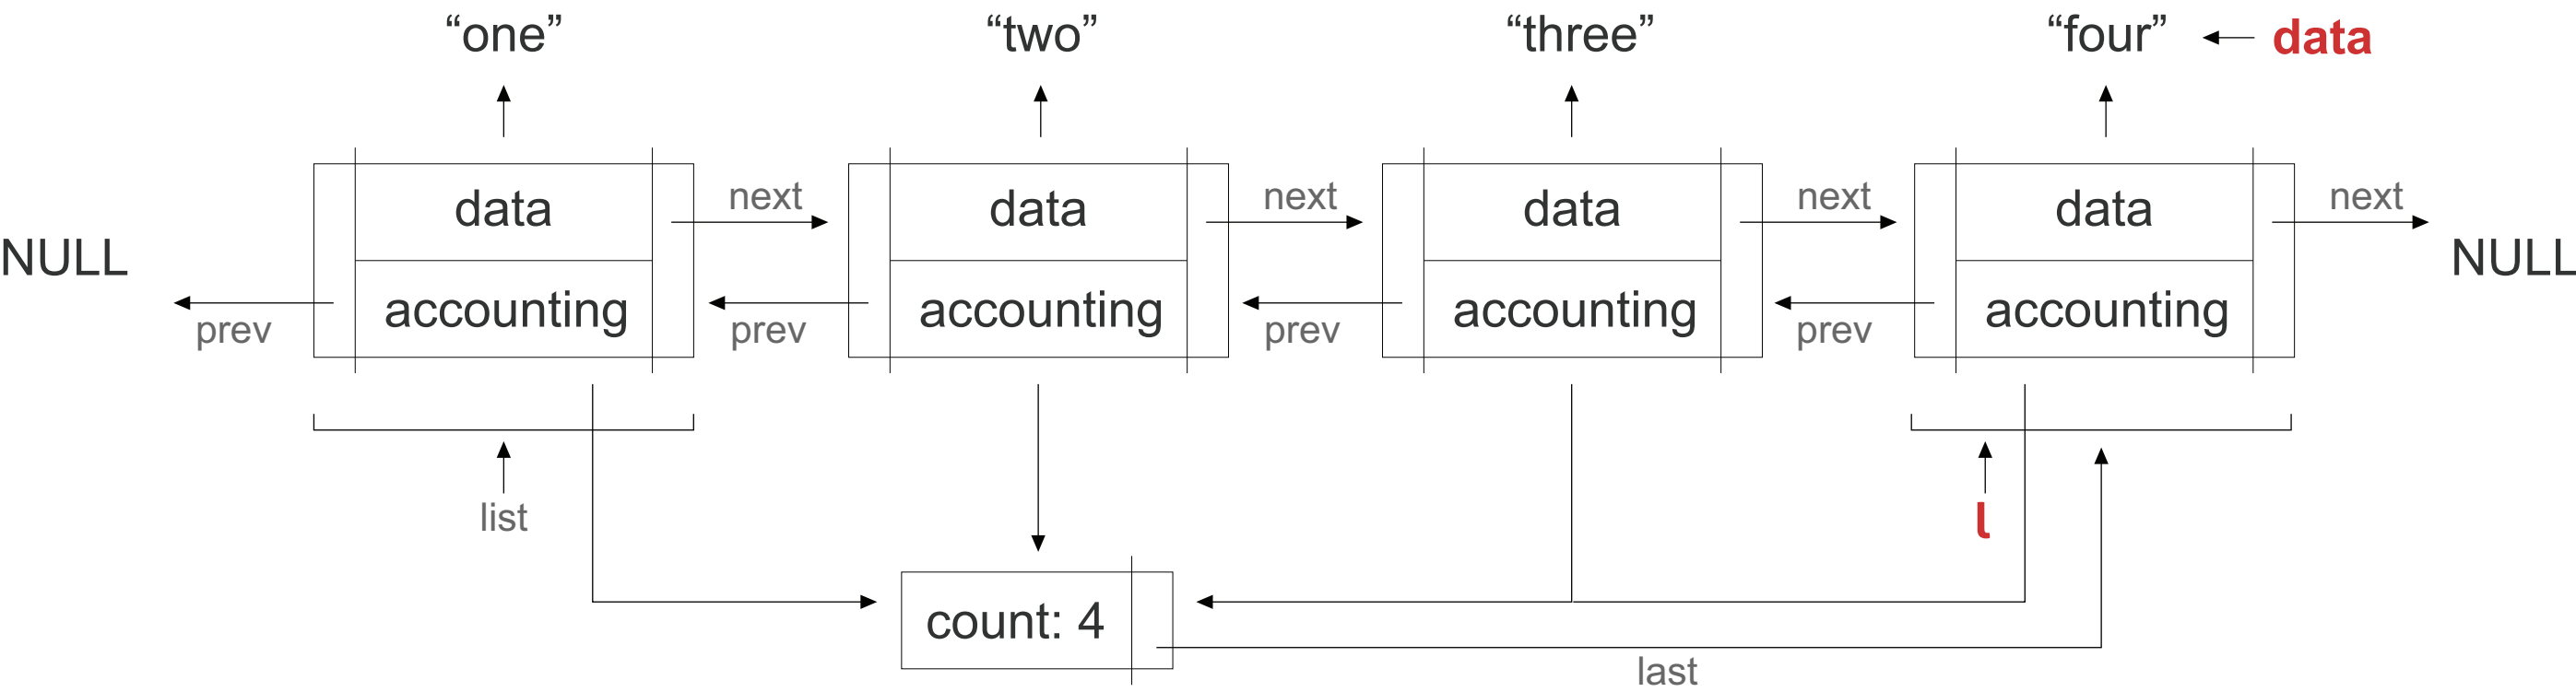 “one” “two” “three” “four” data
data next data next data next data next
NULL NULL
accounting accounting accounting accounting
prev prev prev prev
list l
count: 4
last